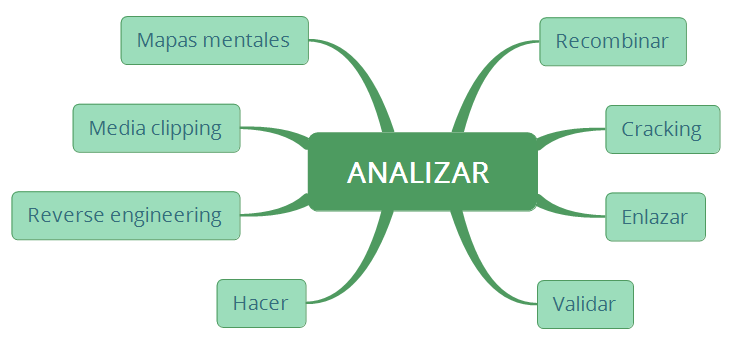 Mapas mentales
Recombinar
Media clipping
Cracking
ANALIZAR
Reverse engineering
Enlazar
Hacer
Validar